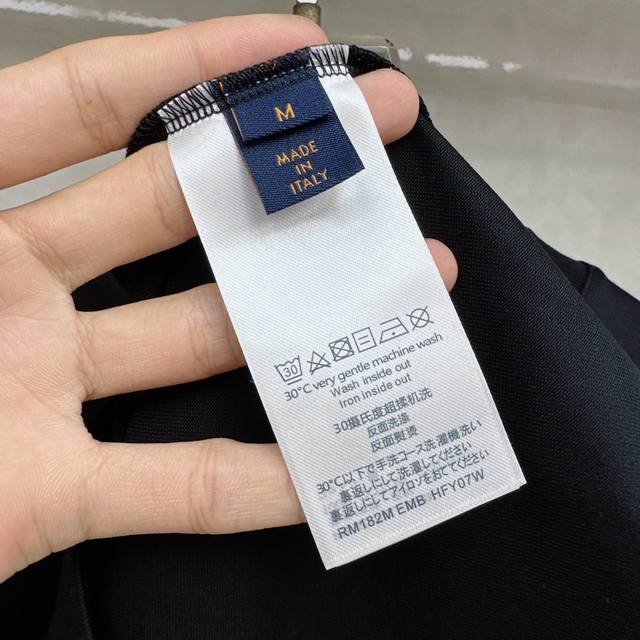 M
MADE
IN
ITALY
30
30°C very gentle machine wash
Wash inside out
Iron inside out
30摄氏度超揉机洗
反面洗涤
反面熨烫
30℃以下で手洗コース洗濯機洗い
裏返しにして洗濯してください
裏返しにしてアイロンをおてください
RM182M EMB HFY07W